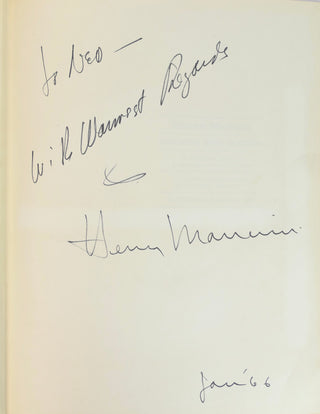 To Neo —
With Warmest Regards
Henry Mancini
Jan '66